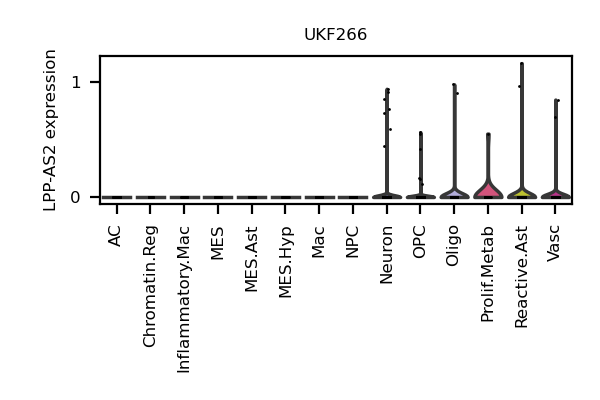 UKF266
LPP-AS2 expression
1
0
AC
Chromatin.Reg
Inflammatory.Mac
MES
MES.Ast
MES.Hyp
Mac
NPC
Neuron
OPC
Oligo
Prolif.Metab
Reactive.Ast
Vasc